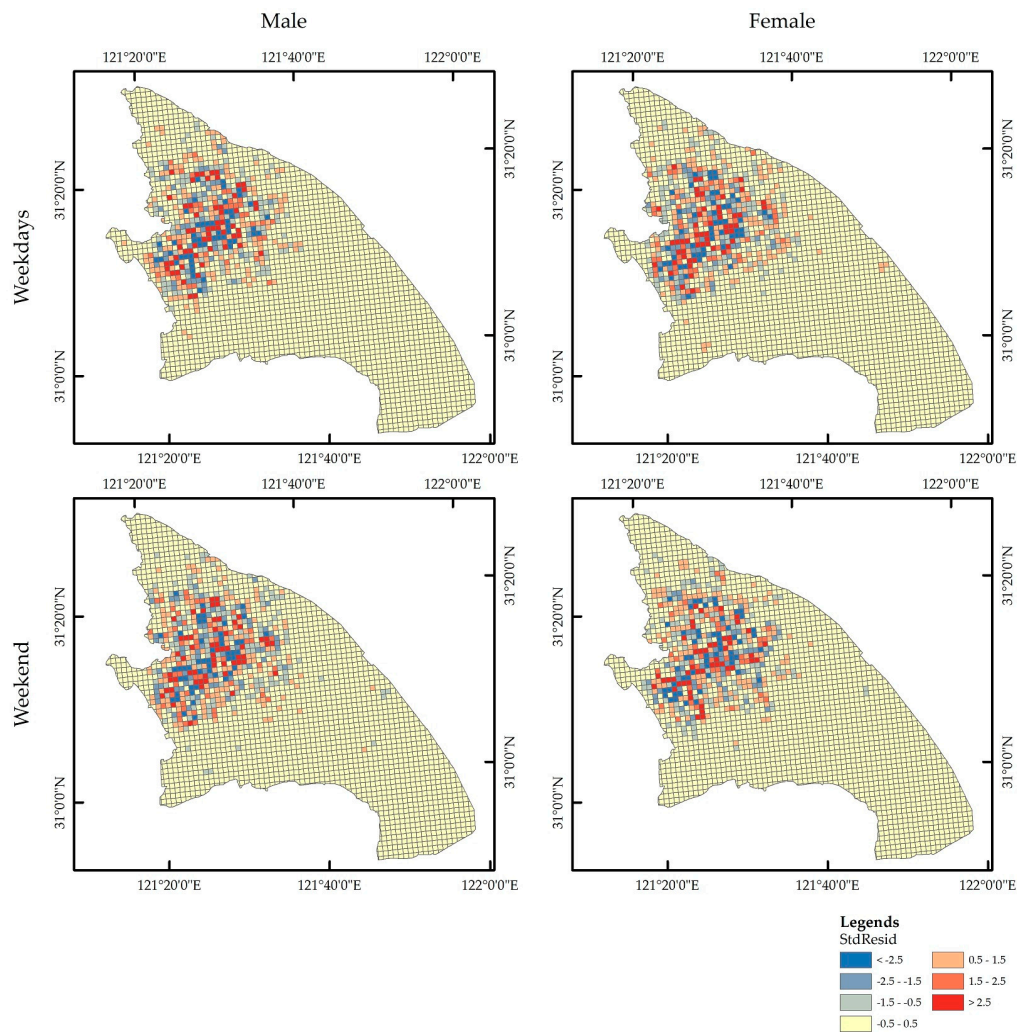 Male Female
121°20'0"E 121°40'0"E 122°0'0"E 121°20'0"E 121°40'0"E 122°0'0"E
Weekdays
31°20'0"N 31°20'0"N 31°20'0"N 31°20'0"N
31°0'0"N 31°0'0"N 31°0'0"N 31°0'0"N
121°20'0"E 121°40'0"E 122°0'0"E 121°20'0"E 121°40'0"E 122°0'0"E
121°20'0"E 121°40'0"E 122°0'0"E 121°20'0"E 121°40'0"E 122°0'0"E
Weekend
31°20'0"N 31°20'0"N 31°20'0"N 31°20'0"N
31°0'0"N 31°0'0"N 31°0'0"N 31°0'0"N
121°20'0"E 121°40'0"E 122°0'0"E 121°20'0"E 121°40'0"E 122°0'0"E
Legends
StdResid
< -2.5 0.5 - 1.5
-2.5 - -1.5 1.5 - 2.5
-1.5 - -0.5 > 2.5
-0.5 - 0.5